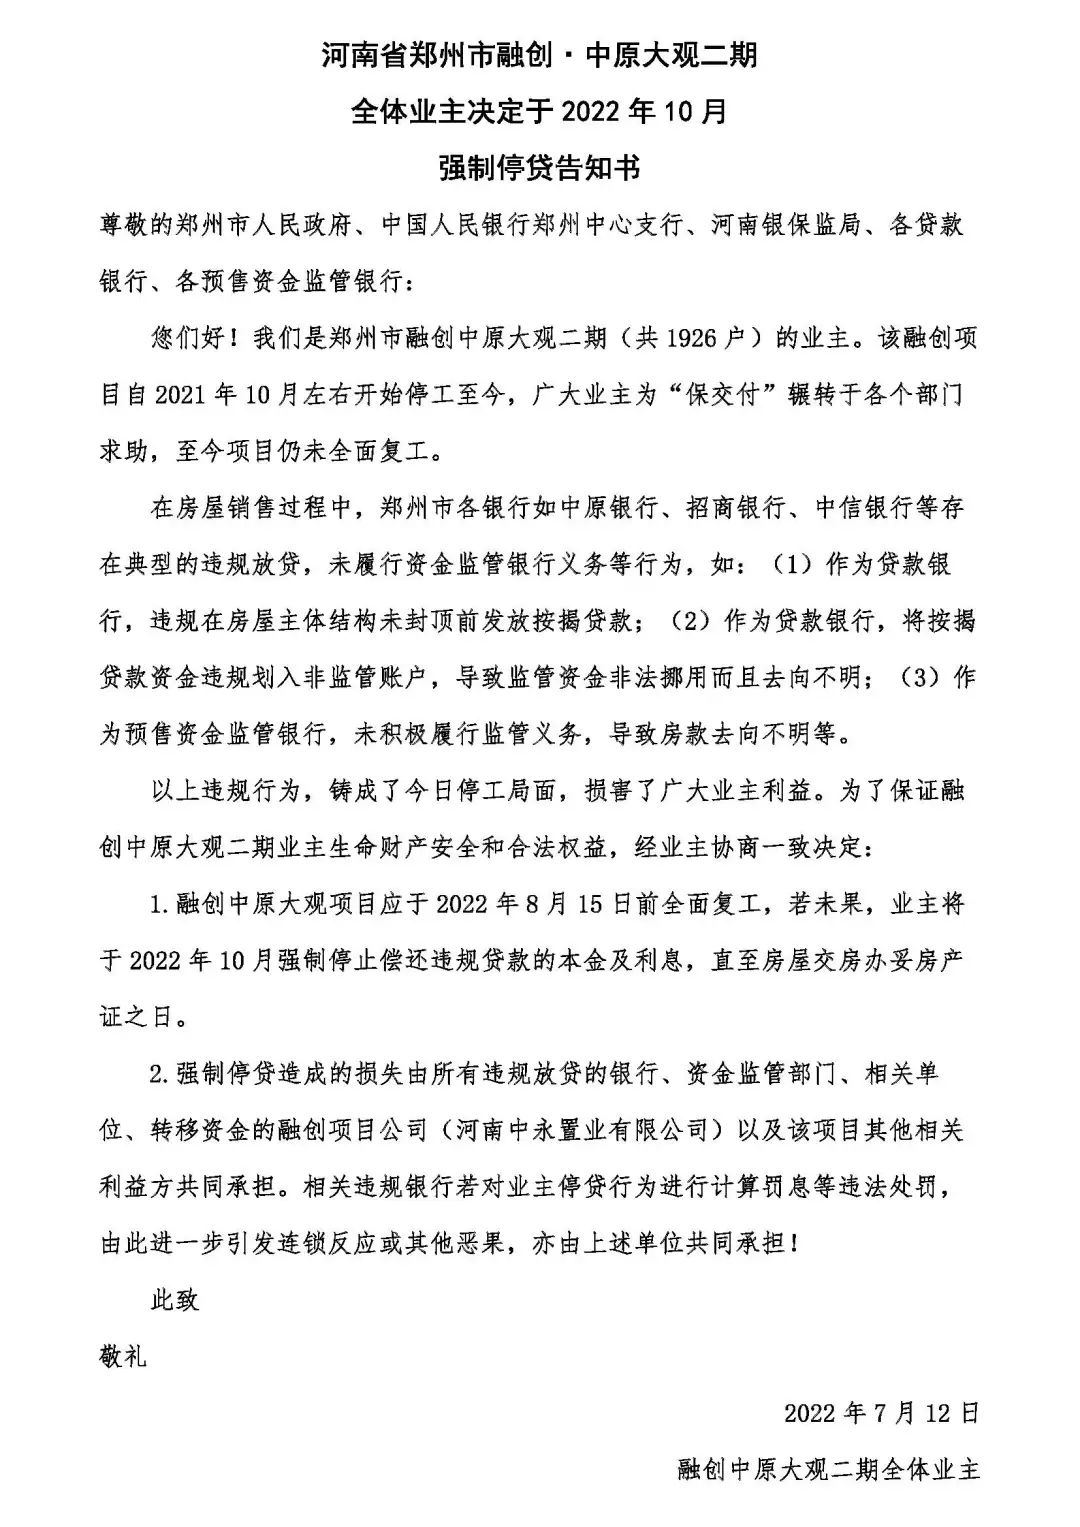 河南省郑州市融创·中原大观二期
全体业主决定于 2022 年 10 月
强制停贷告知书
尊敬的郑州市人民政府、中国人民银行郑州中心支行、河南银保监局、各贷款
银行、各预售资金监管银行：
您们好！我们是郑州市融创中原大观二期（共 1926 户）的业主。该融创项
目自 2021 年 10 月左右开始停工至今，广大业主为“保交付”辗转于各个部门
求助，至今项目仍未全面复工。
在房屋销售过程中，郑州市各银行如中原银行、招商银行、中信银行等存
在典型的违规放贷，未履行资金监管银行义务等行为，如：（1）作为贷款银
行，违规在房屋主体结构未封顶前发放按揭贷款；（2）作为贷款银行，将按揭
贷款资金违规划入非监管账户，导致监管资金非法挪用而且去向不明；（3）作
为预售资金监管银行，未积极履行监管义务，导致房款去向不明等。
以上违规行为，铸成了今日停工局面，损害了广大业主利益。为了保证融
创中原大观二期业主生命财产安全和合法权益，经业主协商一致决定：
1.融创中原大观项目应于 2022 年 8 月 15 日前全面复工，若未果，业主将
于 2022 年 10 月强制停止偿还违规贷款的本金及利息，直至房屋交房办妥房产
证之日。
2.强制停贷造成的损失由所有违规放贷的银行、资金监管部门、相关单
位、转移资金的融创项目公司（河南中永置业有限公司）以及该项目其他相关
利益方共同承担。相关违规银行若对业主停贷行为进行计算罚息等违法处罚，
由此进一步引发连锁反应或其他恶果，亦由上述单位共同承担！
此致
敬礼
2022 年 7 月 12 日
融创中原大观二期全体业主